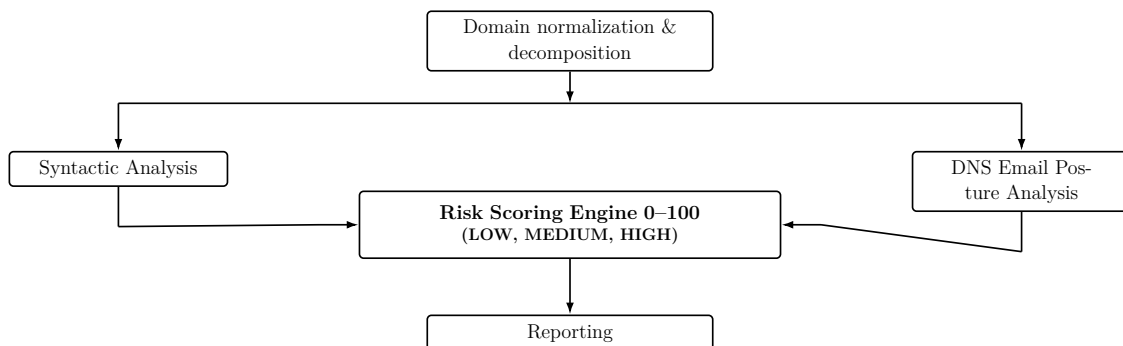 Domain normalization &
decomposition
Syntactic Analysis
DNS Email Pos-
ture Analysis
Risk Scoring Engine 0–100
(LOW, MEDIUM, HIGH)
Reporting